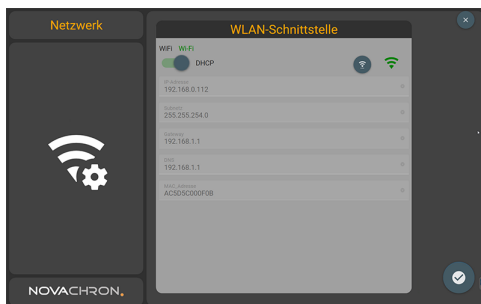 Netzwerk
WLAN-Schnittstelle
WiFi Wi-Fi
DHCP
IP Adresse
192.168.0.112
Subnetz
255.255.254.0
Gateway
192.168.1.1
DNS
192.168.1.1
MAC Adresse
AC5D5C000F0B
NOVACHRON.